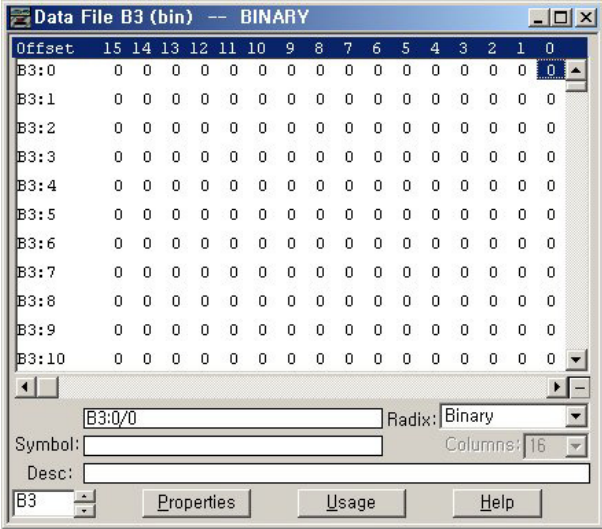 Data File B3 (bin) -- BINARY
Offset 15 14 13 12 11 10 9 8 7 6 5 4 3 2 1 0
B3:0 0 0 0 0 0 0 0 0 0 0 0 0 0 0 0 0
B3:1 0 0 0 0 0 0 0 0 0 0 0 0 0 0 0 0
B3:2 0 0 0 0 0 0 0 0 0 0 0 0 0 0 0 0
B3:3 0 0 0 0 0 0 0 0 0 0 0 0 0 0 0 0
B3:4 0 0 0 0 0 0 0 0 0 0 0 0 0 0 0 0
B3:5 0 0 0 0 0 0 0 0 0 0 0 0 0 0 0 0
B3:6 0 0 0 0 0 0 0 0 0 0 0 0 0 0 0 0
B3:7 0 0 0 0 0 0 0 0 0 0 0 0 0 0 0 0
B3:8 0 0 0 0 0 0 0 0 0 0 0 0 0 0 0 0
B3:9 0 0 0 0 0 0 0 0 0 0 0 0 0 0 0 0
B3:10 0 0 0 0 0 0 0 0 0 0 0 0 0 0 0 0
B3:0/0 Radix: Binary
Symbol: Columns: 16
Desc:
B3 Properties Usage Help